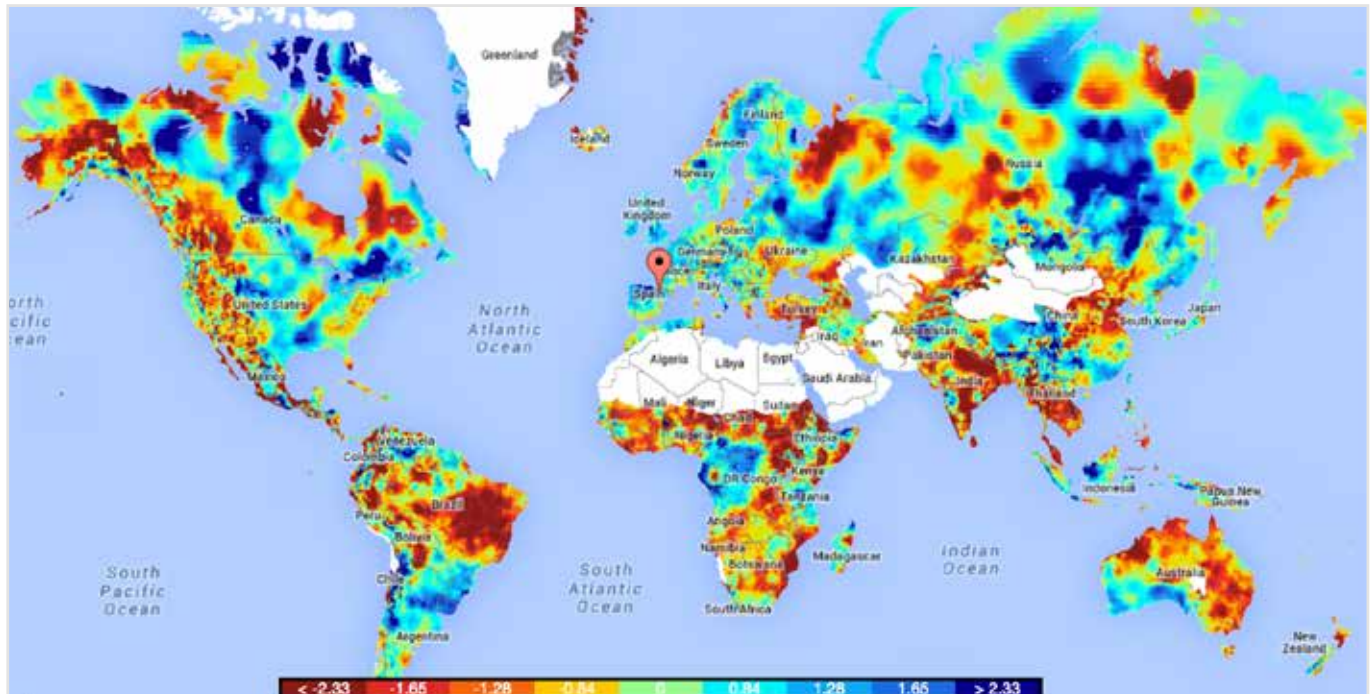 Greenland
Iceland
Finland
Sweden
Norway
Russia
United
Kingdom
Canada
Poland
Germany
Ukraine
Kazakhstan
Mongolia
Italy
Spain
United States
North
Atlantic
Ocean
Turkey
Afghanistan
China
South Korea
Japan
Iraq
Iran
Pakistan
Algeria
Libya
Egypt
Saudi Arabia
India
Thailand
Mexico
Mali
Niger
Chad
Sudan
Nigeria
Ethiopia
Venezuela
Colombia
Kenya
DR Congo
Tanzania
Indonesia
Papua New
Guinea
Brazil
Peru
Bolivia
Angola
Namibia
Botswana
Madagascar
Indian
Ocean
South
Pacific
Ocean
Chile
South
Atlantic
Ocean
Australia
South Africa
Argentina
New
Zealand
< -2.33 -1.65 -1.28 -0.84 0 0.84 1.28 1.65 > 2.33